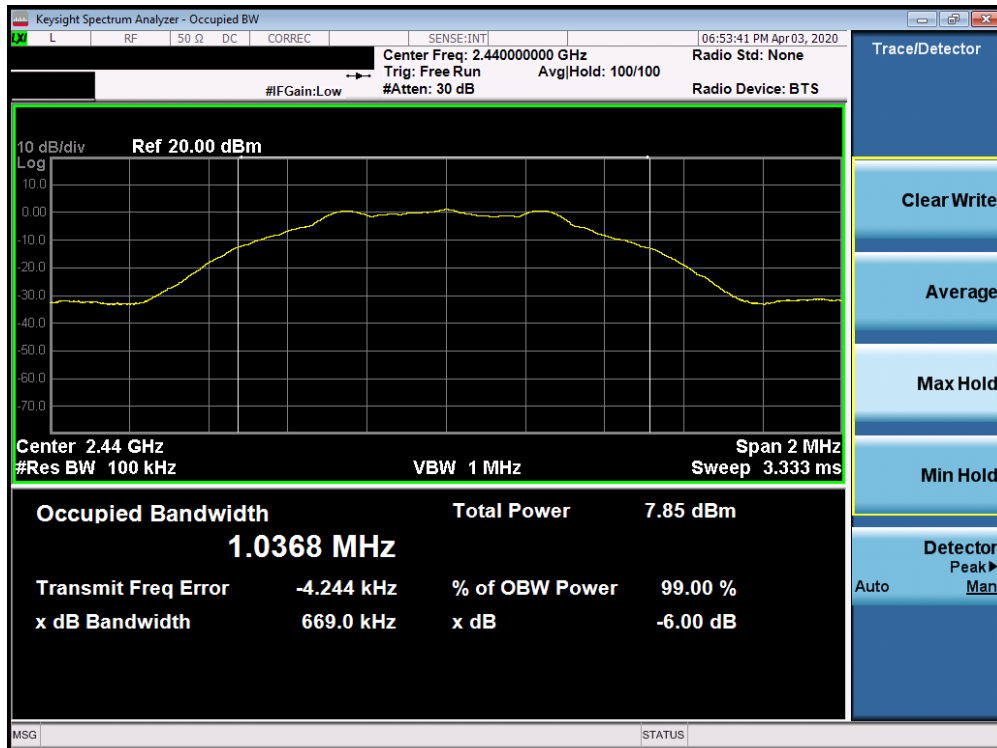 Keysight Spectrum Analyzer - Occupied BW
LXI L RF 50 Ω DC CORREC SENSE:INT 06:53:41 PM Apr 03, 2020
Center Freq: 2.440000000 GHz Radio Std: None
Trig: Free Run Avg|Hold: 100/100
#IFGain:Low #Atten: 30 dB Radio Device: BTS
10 dB/div Ref 20.00 dBm
Log
10.0
0.00
-10.0
-20.0
-30.0
-40.0
-50.0
-60.0
-70.0
Center 2.44 GHz Span 2 MHz
#Res BW 100 kHz VBW 1 MHz Sweep 3.333 ms
Occupied Bandwidth Total Power 7.85 dBm
1.0368 MHz
Transmit Freq Error -4.244 kHz % of OBW Power 99.00 %
x dB Bandwidth 669.0 kHz x dB -6.00 dB
MSG STATUS
Trace/Detector
Clear Write
Average
Max Hold
Min Hold
Detector
Peak▶
Auto Man